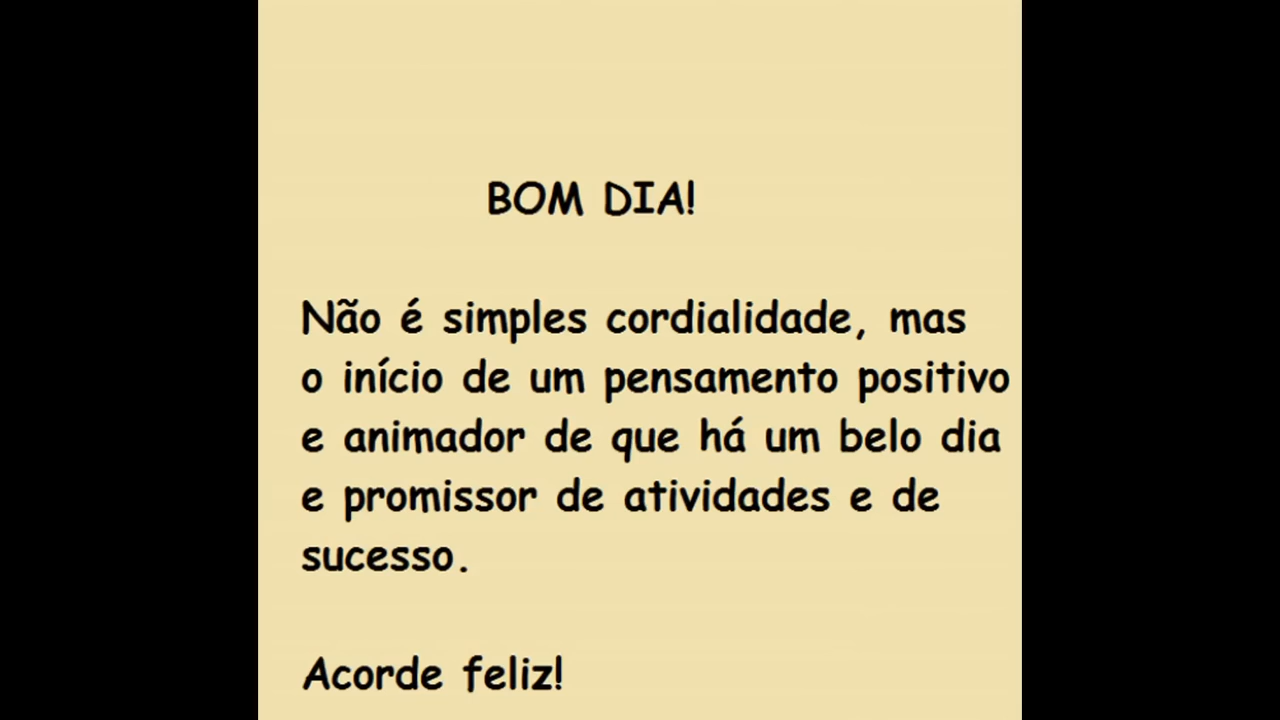 BOM DIA!
Não é simples cordialidade, mas
o início de um pensamento positivo
e animador de que há um belo dia
e promissor de atividades e de
sucesso.
Acorde feliz!